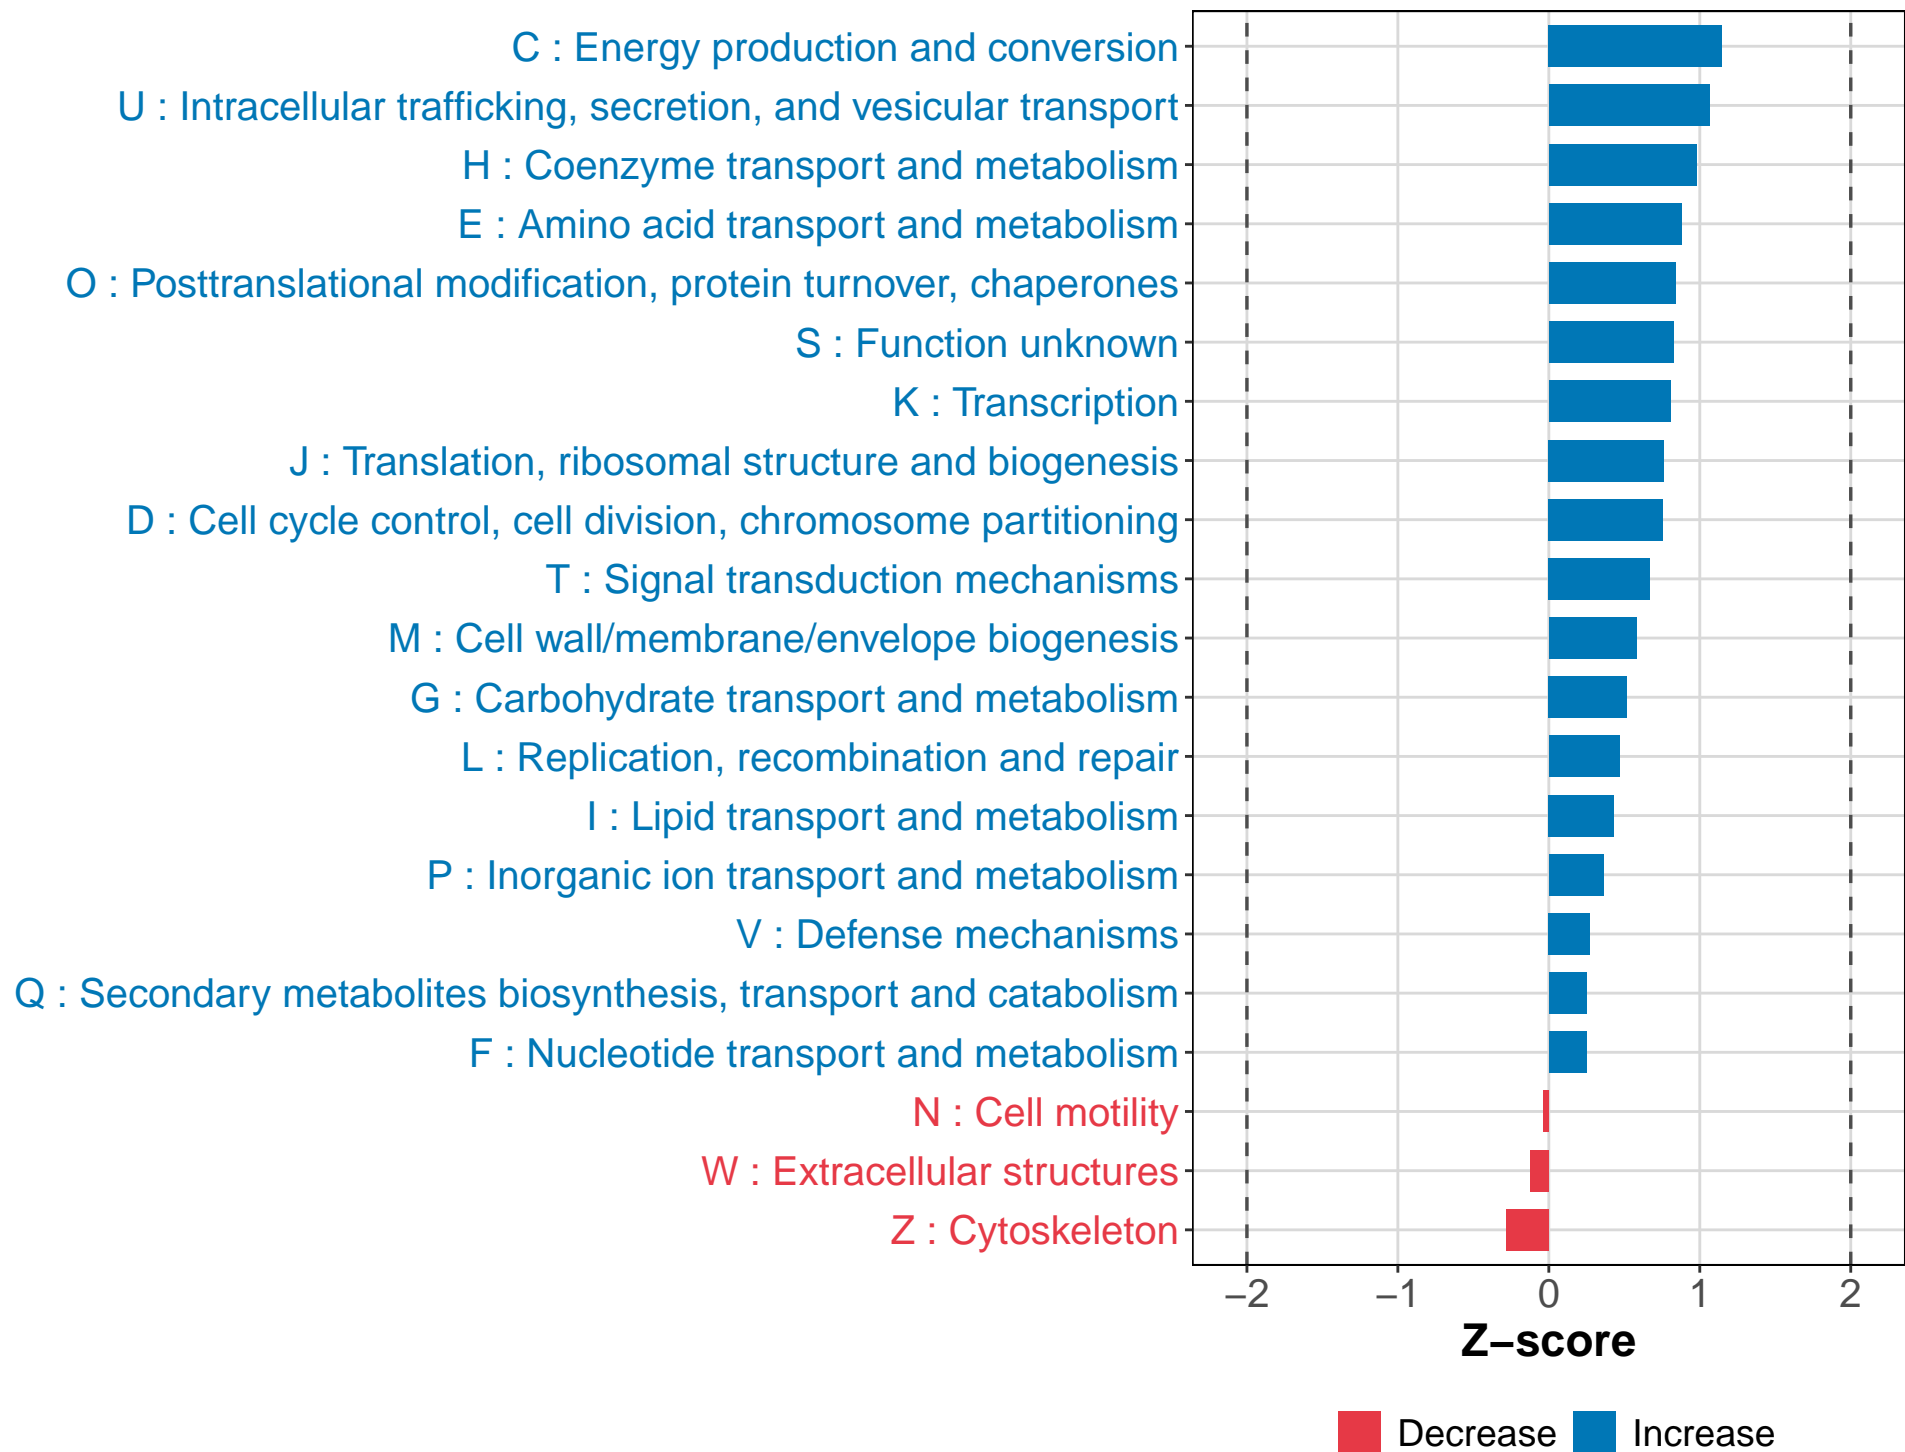 C : Energy production and conversion
U : Intracellular trafficking, secretion, and vesicular transport
H : Coenzyme transport and metabolism
E : Amino acid transport and metabolism
O : Posttranslational modification, protein turnover, chaperones
S : Function unknown
K : Transcription
J : Translation, ribosomal structure and biogenesis
D : Cell cycle control, cell division, chromosome partitioning
T : Signal transduction mechanisms
M : Cell wall/membrane/envelope biogenesis
G : Carbohydrate transport and metabolism
L : Replication, recombination and repair
I : Lipid transport and metabolism
P : Inorganic ion transport and metabolism
V : Defense mechanisms
Q : Secondary metabolites biosynthesis, transport and catabolism
F : Nucleotide transport and metabolism
N : Cell motility
W : Extracellular structures
Z : Cytoskeleton
−2 −1 0 1 2
Z−score
Decrease Increase